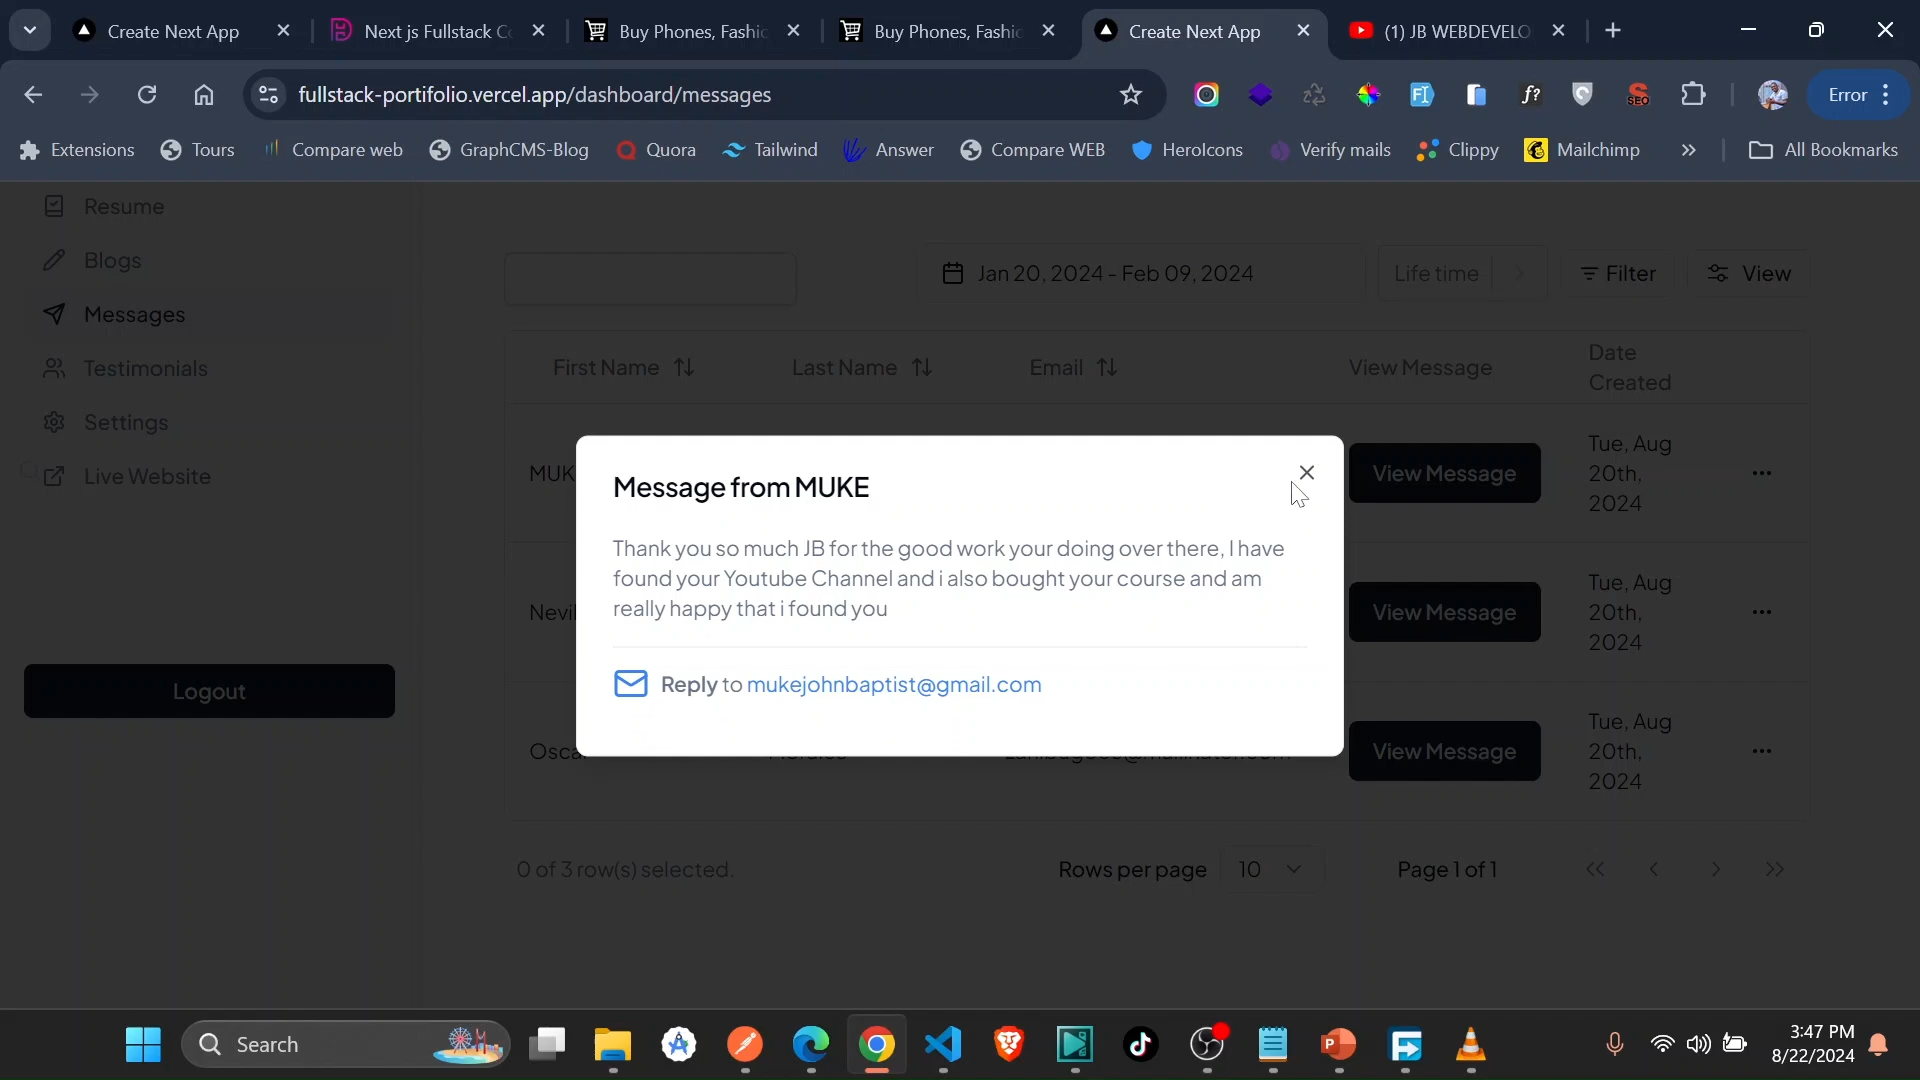 Create Next App
Next js Fullstack Co
Buy Phones, Fashio
Buy Phones, Fashio
Create Next App
(1) JB WEBDEVELO
fullstack-portifolio.vercel.app/dashboard/messages
f?
SEO
Error
Extensions
Tours
Compare web
GraphCMS-Blog
Quora
Tailwind
Answer
Compare WEB
HeroIcons
Verify mails
Clippy
Mailchimp
All Bookmarks
Resume
Blogs
Messages
Testimonials
Settings
Live Website
Logout
Jan 20, 2024 - Feb 09, 2024
Life time
Filter
View
First Name
Last Name
Email
View Message
Date
Created
MUK
View Message
Tue, Aug
20th,
2024
Message from MUKE
Thank you so much JB for the good work your doing over there, I have
found your Youtube Channel and i also bought your course and am
really happy that i found you
Reply to mukejohnbaptist@gmail.com
Nevil
View Message
Tue, Aug
20th,
2024
Osca
View Message
Tue, Aug
20th,
2024
0 of 3 row(s) selected.
Rows per page
10
Page 1 of 1
Search
3:47 PM
8/22/2024